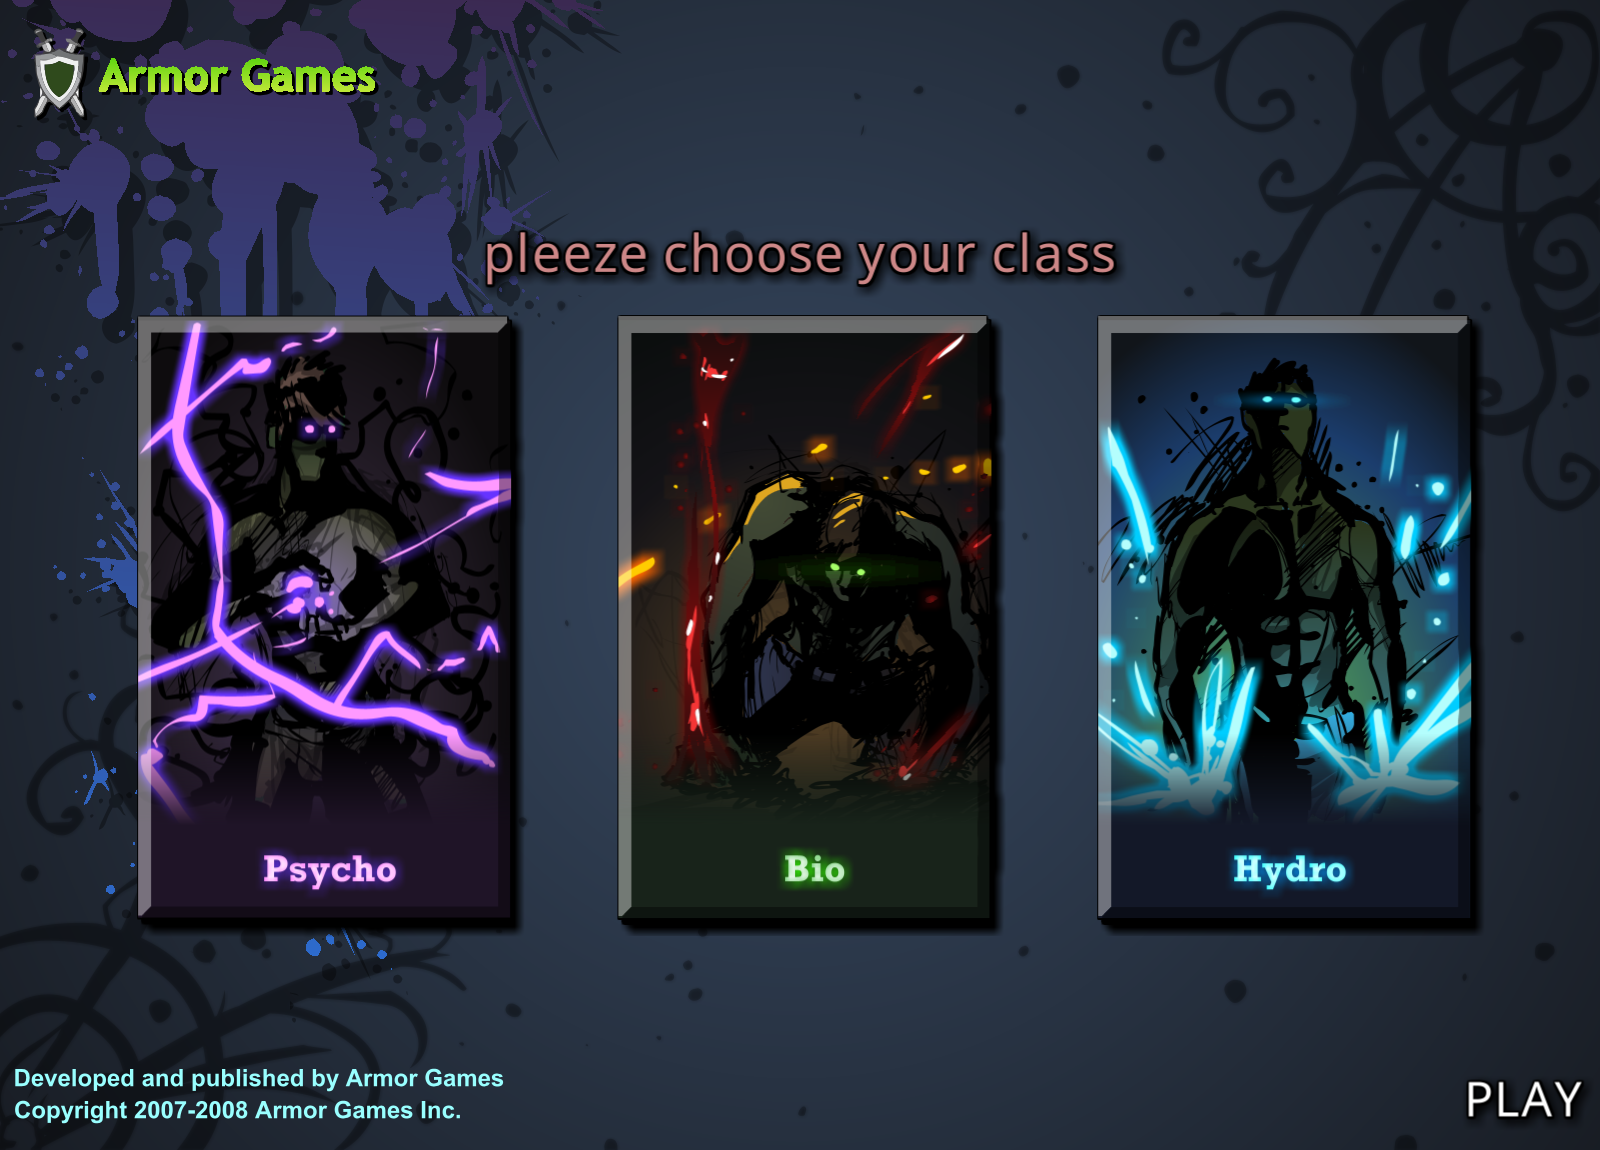 Armor Games
pleeze choose your class
Psycho
Bio
Hydro
Developed and published by Armor Games
Copyright 2007-2008 Armor Games Inc.
PLAY